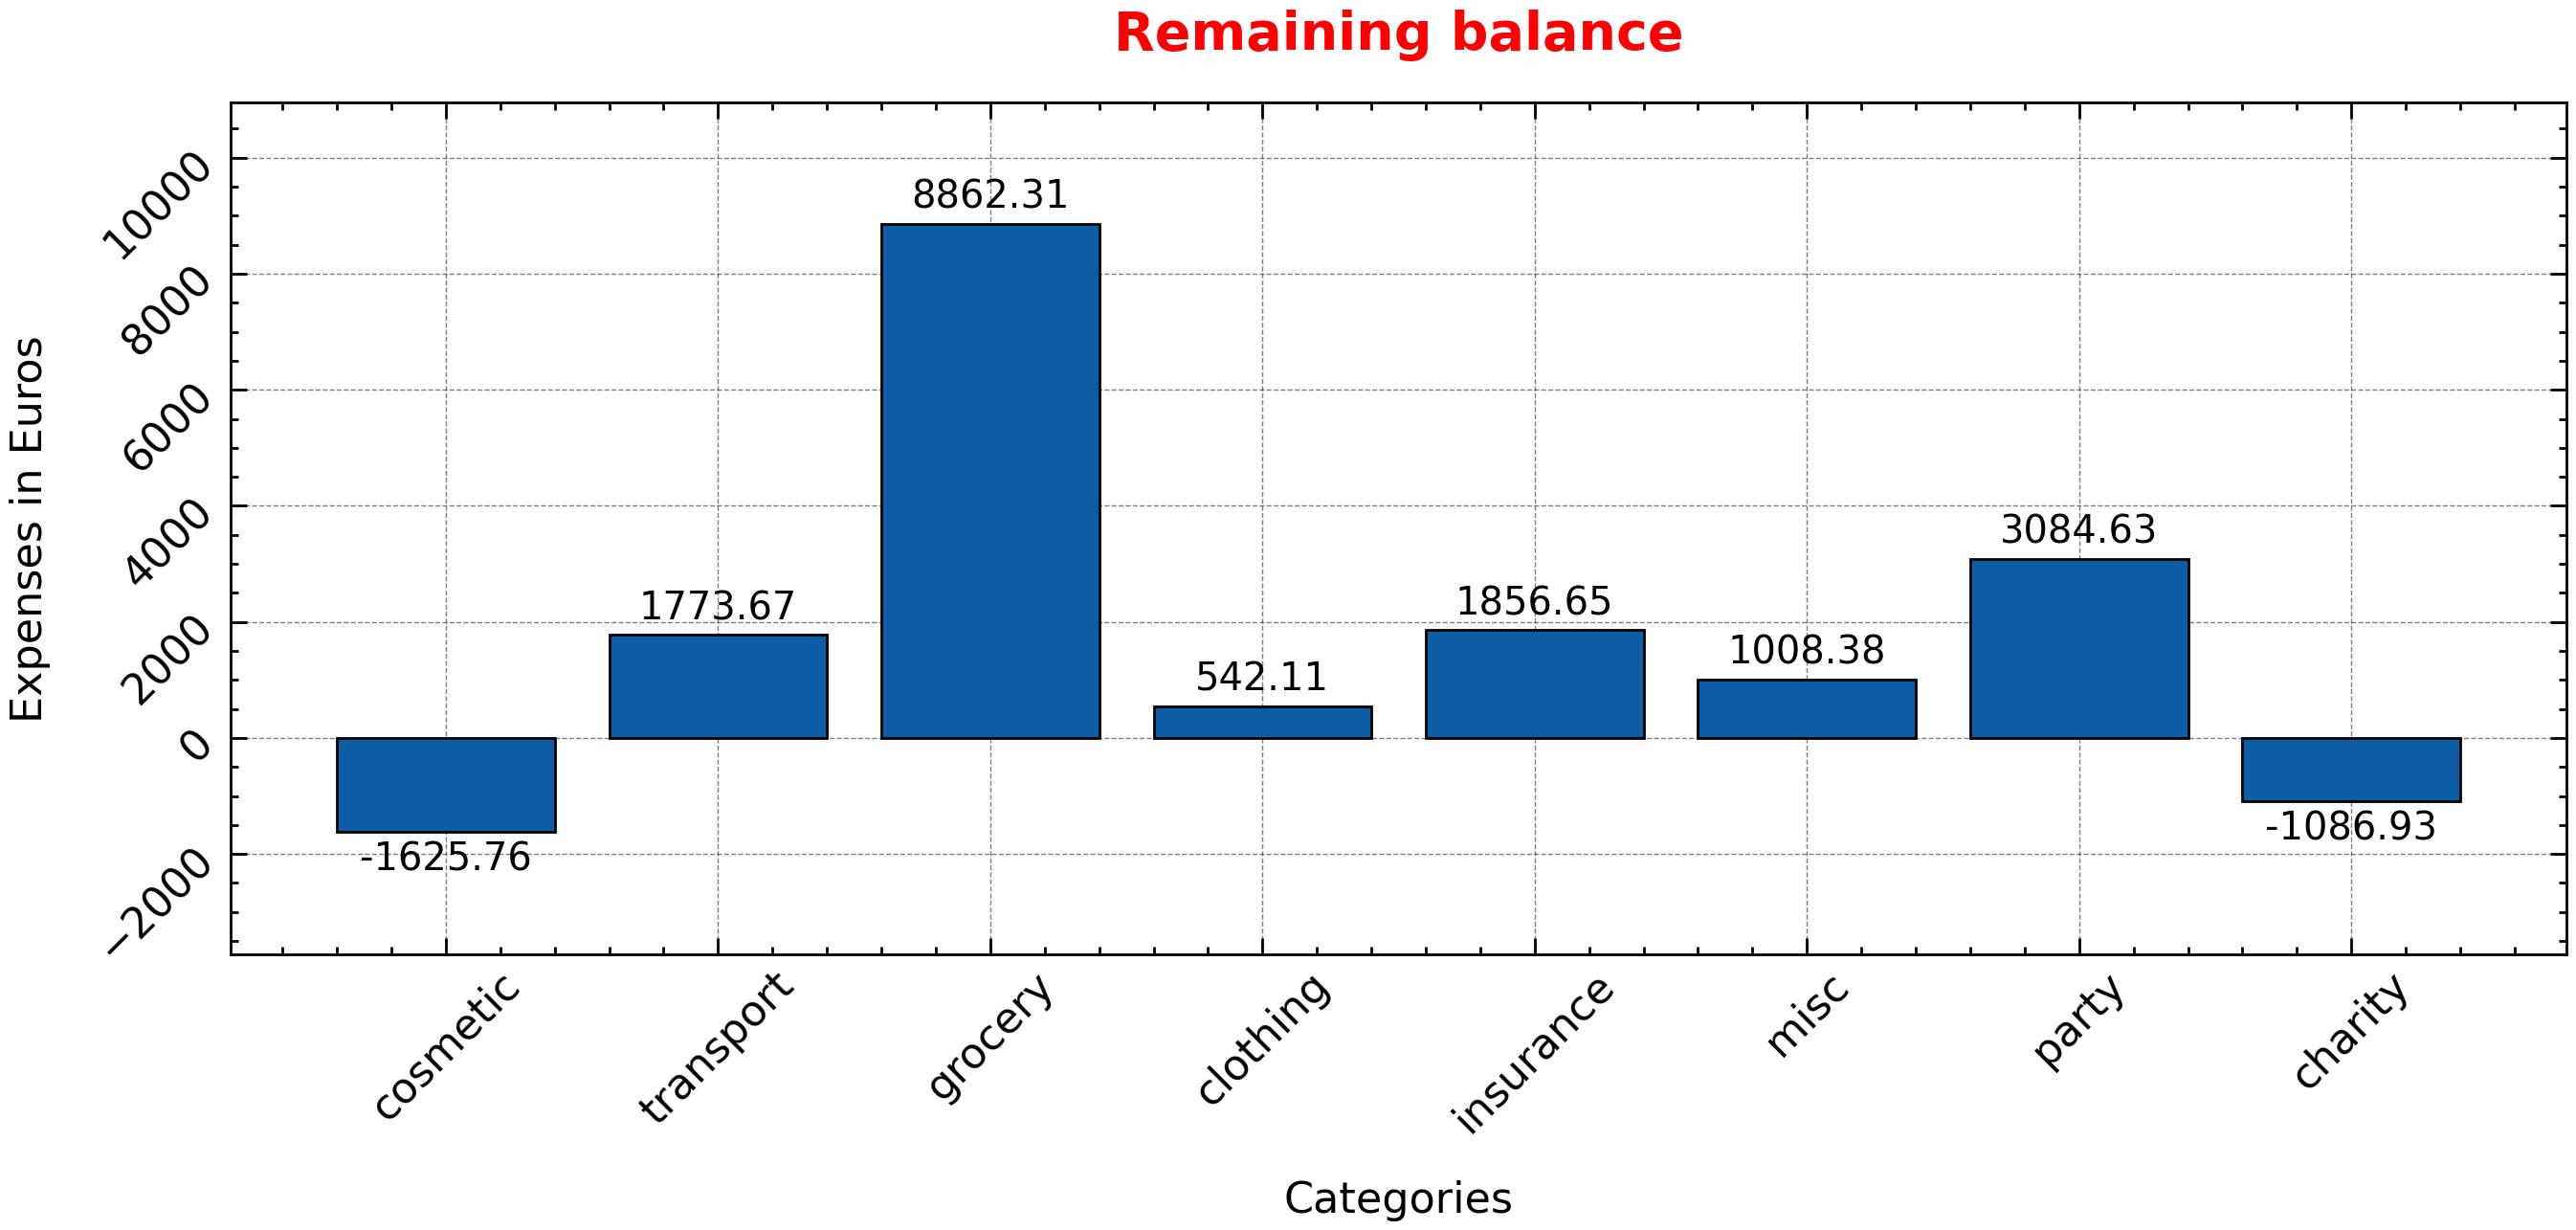 Remaining balance
Expenses in Euros
10000
8000
6000
4000
2000
0
−2000
-1625.76
1773.67
8862.31
542.11
1856.65
1008.38
3084.63
-1086.93
cosmetic
transport
grocery
clothing
insurance
misc
party
charity
Categories